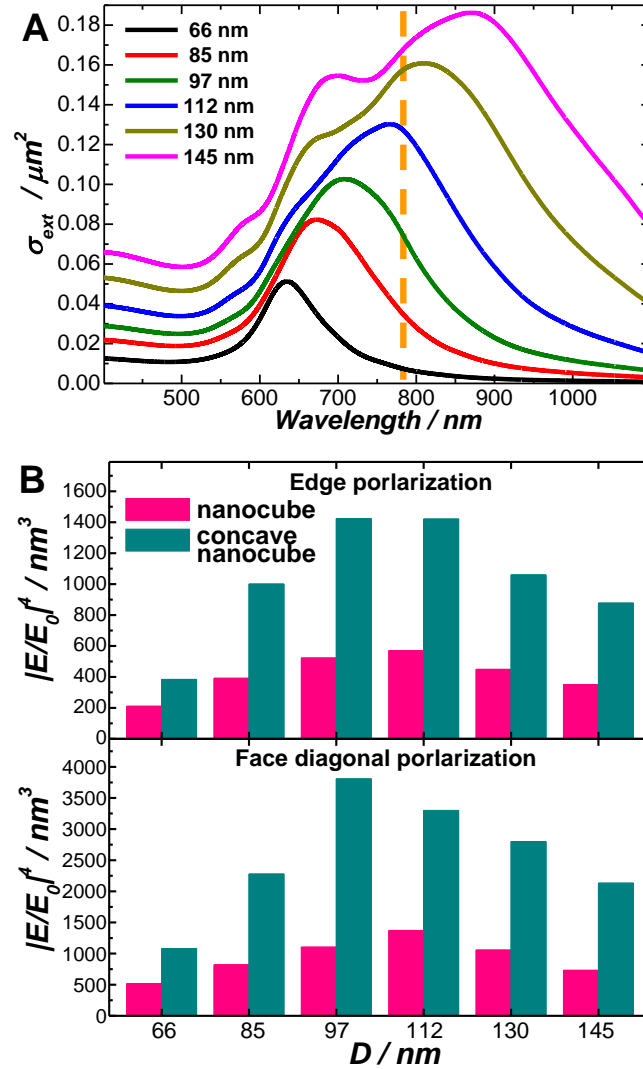 A
66 nm
85 nm
97 nm
112 nm
130 nm
145 nm
0.18
0.16
0.14
0.12
0.10
0.08
0.06
0.04
0.02
0.00
σext / μm²
500 600 700 800 900 1000
Wavelength / nm
B
Edge porlarization
nanocube
concave
nanocube
1600
1400
1200
1000
800
600
400
200
0
|E/E₀|⁴ / nm³
Face diagonal porlarization
4000
3500
3000
2500
2000
1500
1000
500
0
|E/E₀|⁴ / nm³
66 85 97 112 130 145
D / nm